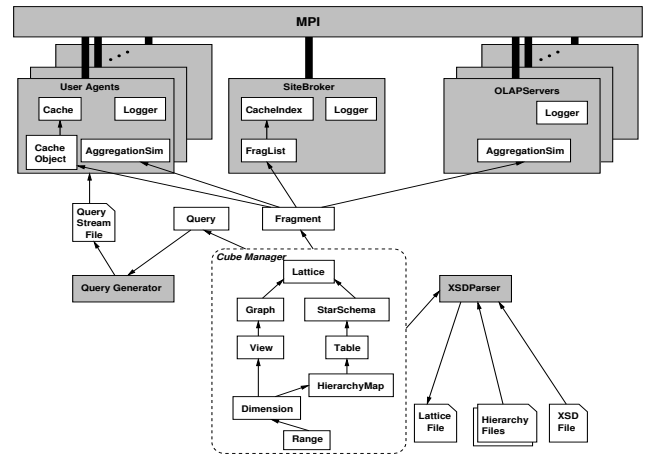 MPI
User Agents
Cache
Logger
Cache
Object
AggregationSim
SiteBroker
CacheIndex
Logger
FragList
OLAPServers
Logger
AggregationSim
Query
Stream
File
Query
Fragment
Query Generator
Cube Manager
Lattice
Graph
StarSchema
View
Table
HierarchyMap
Dimension
Range
XSDParser
Lattice
File
Hierarchy
Files
XSD
File